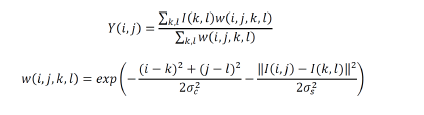 Y(i,j) = \frac{\sum_{k,l} I(k,l)w(i,j,k,l)}{\sum_{k,l} w(i,j,k,l)}
w(i,j,k,l) = exp\left(-\frac{(i-k)^2+(j-l)^2}{2\sigma_c^2} - \frac{\|I(i,j)-I(k,l)\|^2}{2\sigma_s^2}\right)